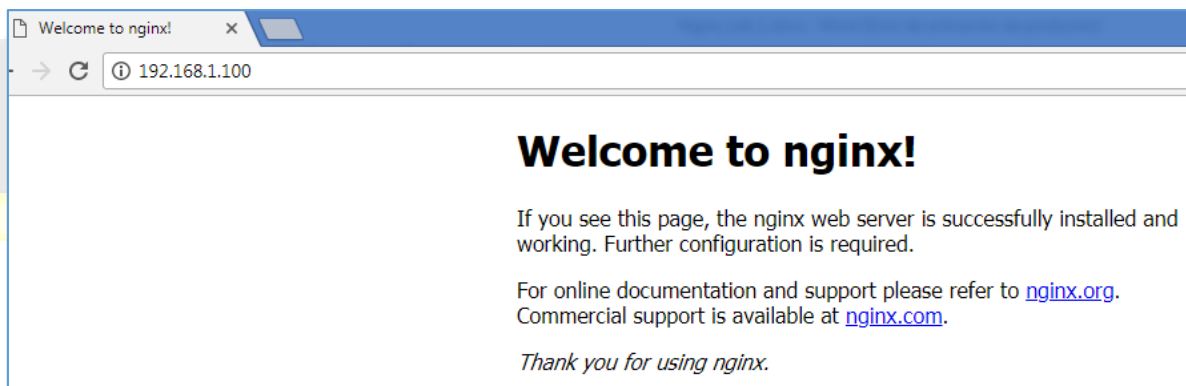 Welcome to nginx!
192.168.1.100
Welcome to nginx!
If you see this page, the nginx web server is successfully installed and
working. Further configuration is required.
For online documentation and support please refer to nginx.org.
Commercial support is available at nginx.com.
Thank you for using nginx.